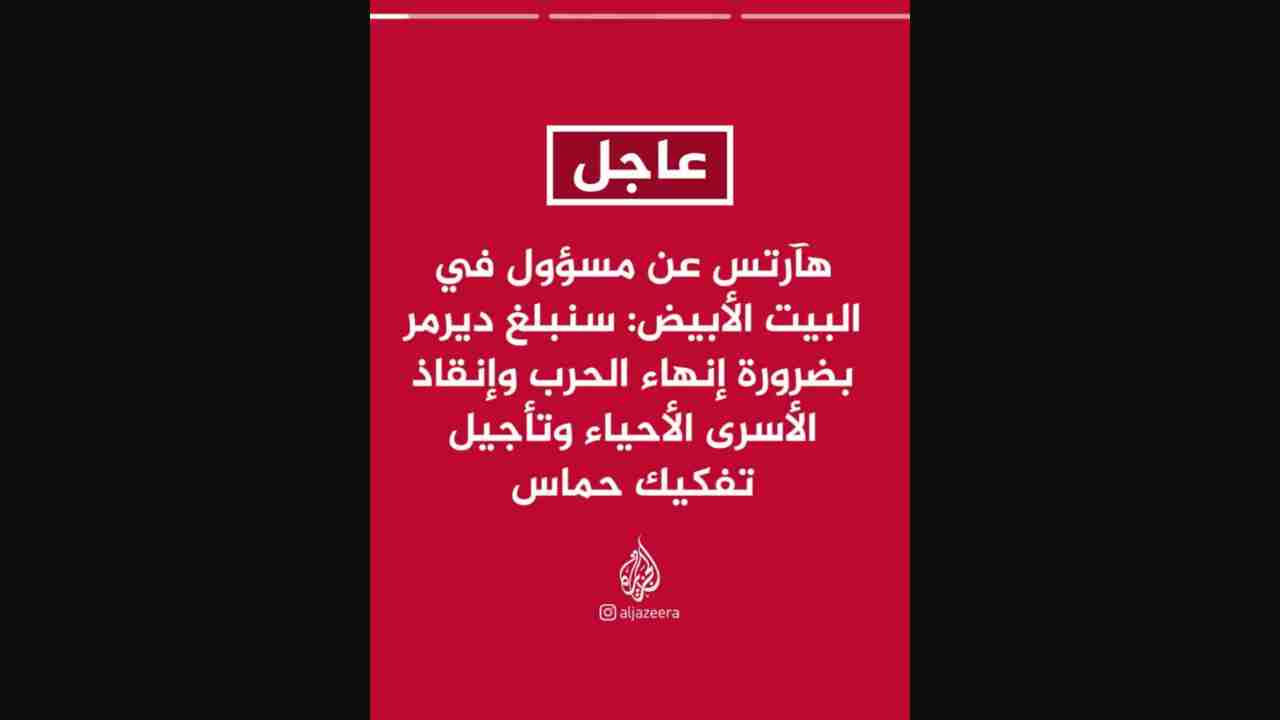 عاجل
هآرتس عن مسؤول في
البيت الأبيض: سنبلغ ديرمر
بضرورة إنهاء الحرب وإنقاذ
الأسرى الأحياء وتأجيل
تفكيك حماس
الجزيرة
aljazeera